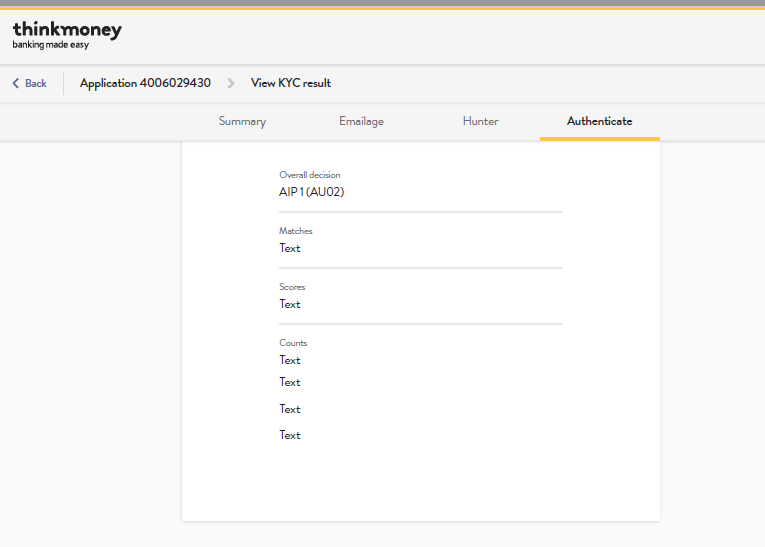 thinkmoney
banking made easy
Back Application 4006029430 View KYC result
Summary Emailage Hunter Authenticate
Overall decision
AIP 1 (AU02)
Matches
Text
Scores
Text
Counts
Text
Text
Text
Text